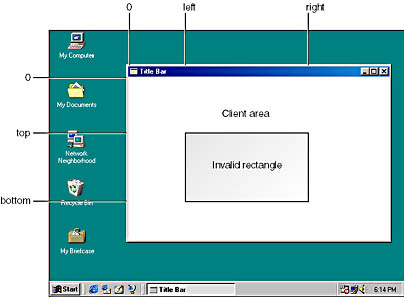 0 left right
My Computer
Title Bar
0
My Documents
Client area
top
Network
Neighborhood
Invalid rectangle
bottom
Recycle Bin
My Briefcase
Start
Title Bar
6:14 PM